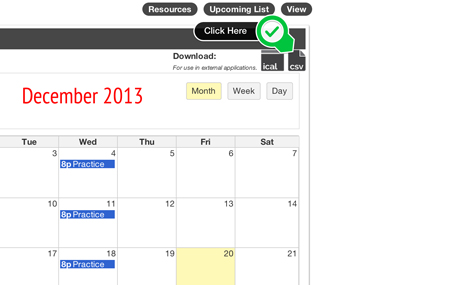 Resources Upcoming List View
Click Here
Download:
For use in external applications.
ical csv
December 2013
Month Week Day
Tue Wed Thu Fri Sat
3 4 5 6 7
8p Practice
10 11 12 13 14
8p Practice
17 18 19 20 21
8p Practice